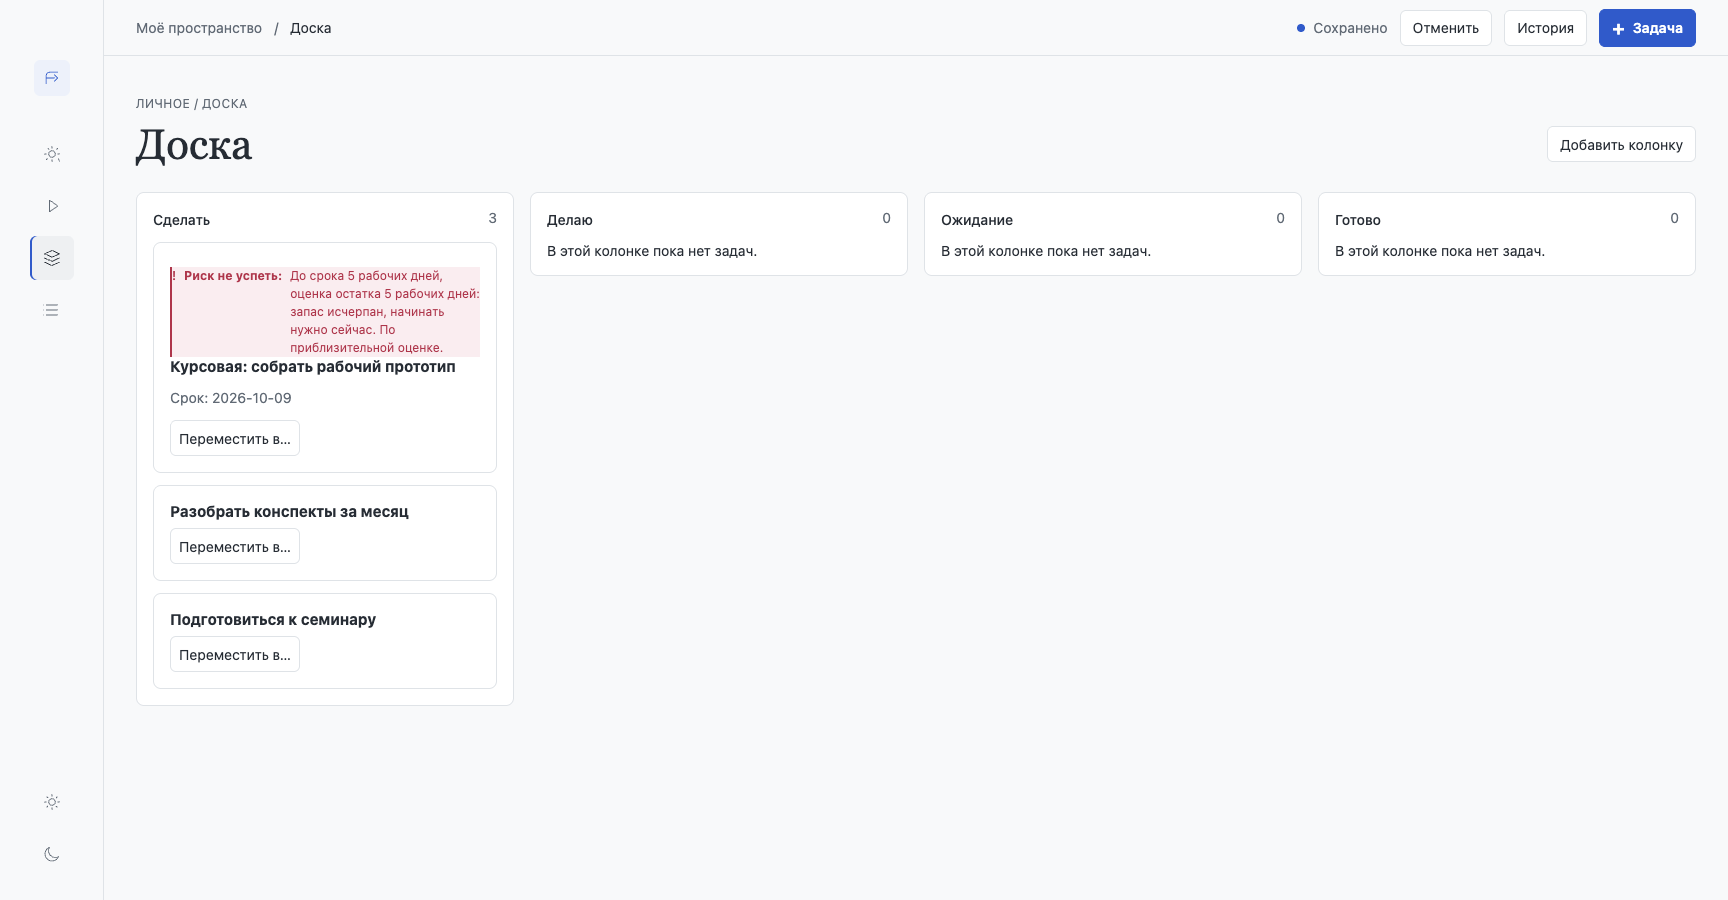 Моё пространство / Доска
Сохранено
Отменить
История
+ Задача
ЛИЧНОЕ / ДОСКА
Доска
Добавить колонку
Сделать 3
! Риск не успеть: До срока 5 рабочих дней,
оценка остатка 5 рабочих дней:
запас исчерпан, начинать
нужно сейчас. По
приблизительной оценке.
Курсовая: собрать рабочий прототип
Срок: 2026-10-09
Переместить в...
Разобрать конспекты за месяц
Переместить в...
Подготовиться к семинару
Переместить в...
Делаю 0
В этой колонке пока нет задач.
Ожидание 0
В этой колонке пока нет задач.
Готово 0
В этой колонке пока нет задач.